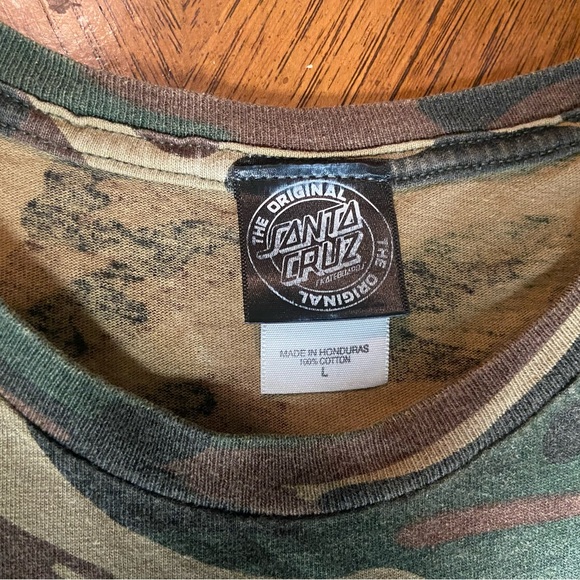 THE ORIGINAL
SANTA
CRUZ
SKATEBOARDS
THE ORIGINAL
MADE IN HONDURAS
100% COTTON
L